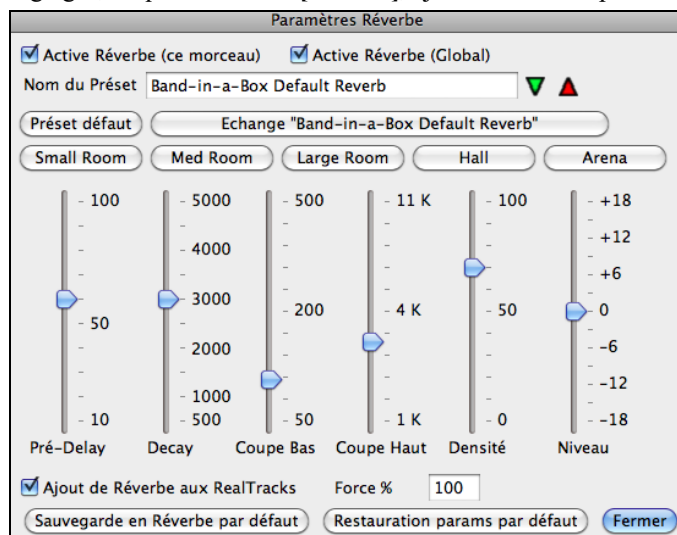 Paramètres Réverbe
Active Réverbe (ce morceau) Active Réverbe (Global)
Nom du Préset Band-in-a-Box Default Reverb
Préset défaut Echange "Band-in-a-Box Default Reverb"
Small Room Med Room Large Room Hall Arena
- 100 - 5000 - 500 - 11 K - 100 - +18
- 4000 - +12
- +6
- 3000 - 200 - 4 K - 50 - 0
- 50
- 2000 - -6
- 1000 - -12
- 10 - 500 - 50 - 1 K - 0 - -18
Pré-Delay Decay Coupe Bas Coupe Haut Densité Niveau
Ajout de Réverbe aux RealTracks Force % 100
Sauvegarde en Réverbe par défaut Restauration params par défaut Fermer